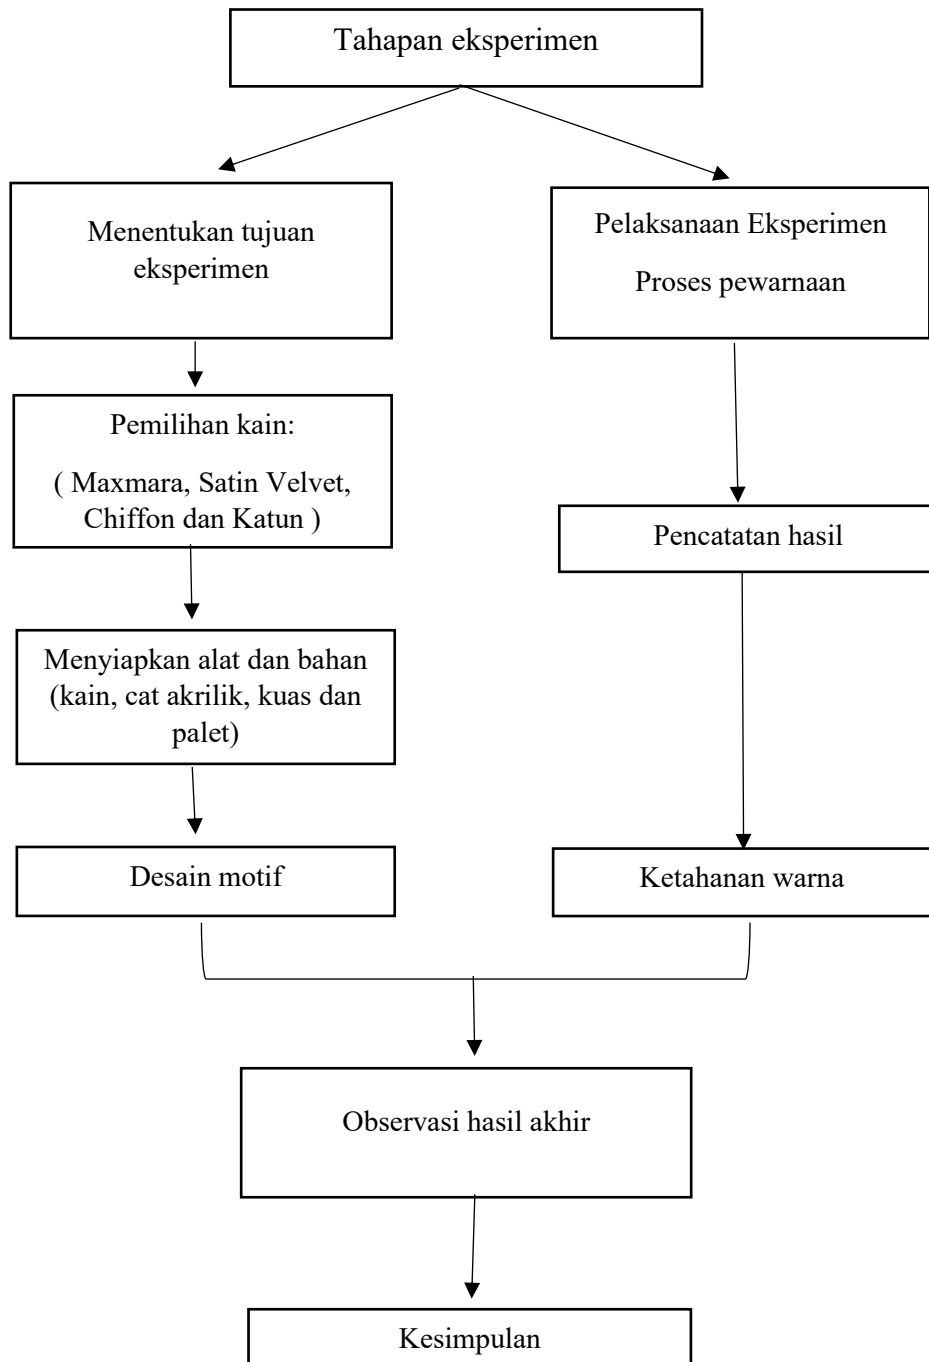 Tahapan eksperimen
Menentukan tujuan
eksperimen
Pelaksanaan Eksperimen
Proses pewarnaan
Pemilihan kain:
( Maxmara, Satin Velvet,
Chiffon dan Katun )
Pencatatan hasil
Menyiapkan alat dan bahan
(kain, cat akrilik, kuas dan
palet)
Desain motif
Ketahanan warna
Observasi hasil akhir
Kesimpulan